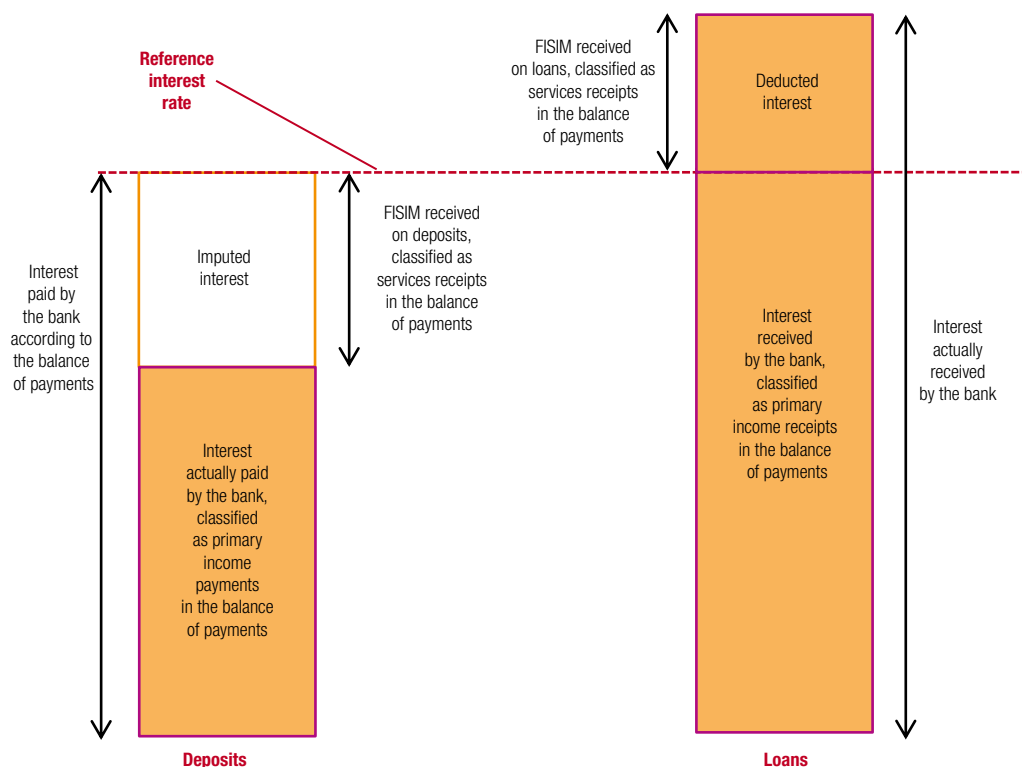 Reference
interest
rate
FISIM received
on loans, classified as
services receipts
in the balance
of payments
Deducted
interest
Imputed
interest
FISIM received
on deposits,
classified as
services receipts
in the balance
of payments
Interest
paid by
the bank
according to
the balance
of payments
Interest
actually paid
by the bank,
classified
as primary
income
payments
in the balance
of payments
Interest
received
by the bank,
classified
as primary
income receipts
in the balance
of payments
Interest
actually
received
by the bank
Deposits
Loans